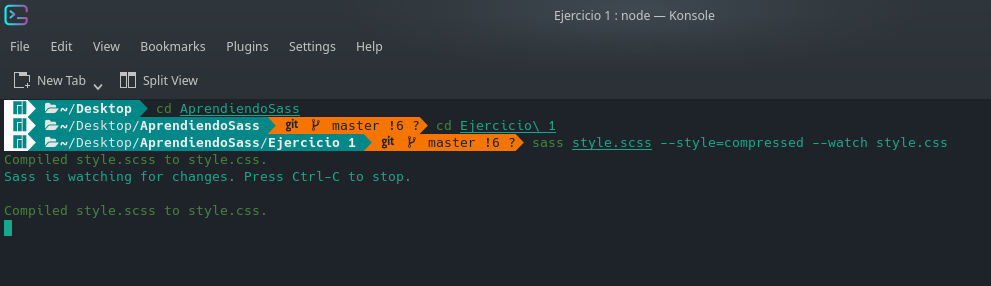 Ejercicio 1 : node — Konsole
File Edit View Bookmarks Plugins Settings Help
New Tab Split View
~/Desktop cd AprendiendoSass
~/Desktop/AprendiendoSass git master !6 ? cd Ejercicio\ 1
~/Desktop/AprendiendoSass/Ejercicio 1 git master !6 ? sass style.scss --style=compressed --watch style.css
Compiled style.scss to style.css.
Sass is watching for changes. Press Ctrl-C to stop.
Compiled style.scss to style.css.